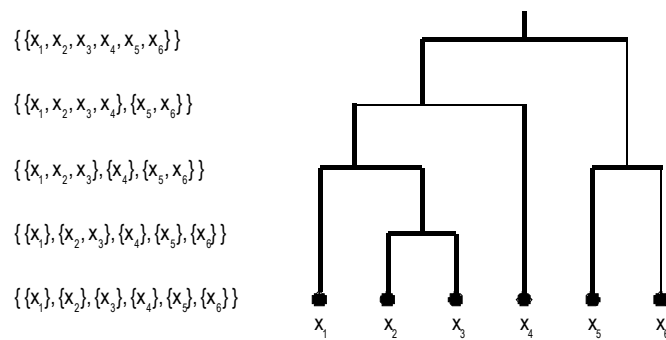 { {x₁, x₂, x₃, x₄, x₅, x₆} }
{ {x₁, x₂, x₃, x₄}, {x₅, x₆} }
{ {x₁, x₂, x₃}, {x₄}, {x₅, x₆} }
{ {x₁}, {x₂, x₃}, {x₄}, {x₅}, {x₆} }
{ {x₁}, {x₂}, {x₃}, {x₄}, {x₅}, {x₆} }
x₁ x₂ x₃ x₄ x₅ x₆